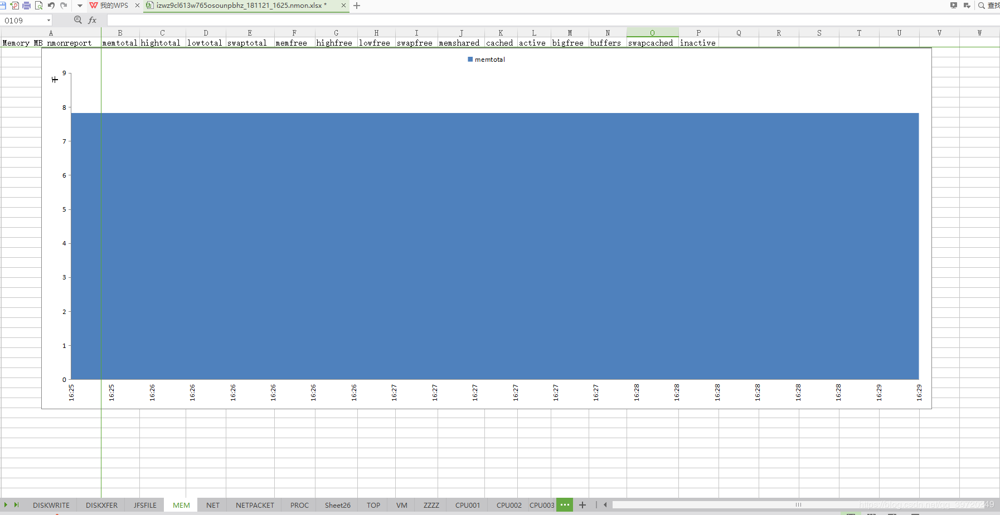 我的WPS × izwz9cl613w765osounpbhz_181121_1625.nmon.xlsx * × + 查找
O109 fx
A B C D E F G H I J K L M N O P Q R S T U V W
Memory MB nmonreport memtotal hightotal lowtotal swaptotal memfree highfree lowfree swapfree memshared cached active bigfree buffers swapcached inactive
memtotal
千
9
8
7
6
5
4
3
2
1
0
16:25 16:25 16:26 16:26 16:26 16:26 16:26 16:26 16:27 16:27 16:27 16:27 16:27 16:27 16:28 16:28 16:28 16:28 16:28 16:28 16:29 16:29
DISKWRITE DISKXFER JFSFILE MEM NET NETPACKET PROC Sheet26 TOP VM ZZZZ CPU001 CPU002 CPU003 ··· +
https://blog.csdn.net/qq_39720249